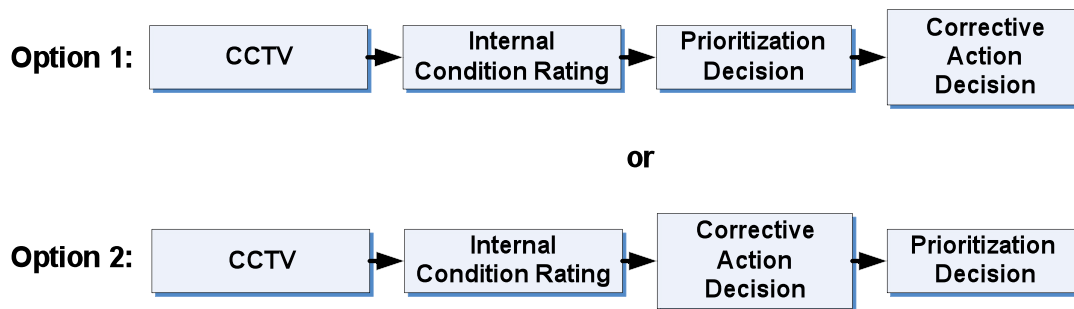 Option 1:
CCTV
Internal
Condition Rating
Prioritization
Decision
Corrective
Action
Decision
or
Option 2:
CCTV
Internal
Condition Rating
Corrective
Action
Decision
Prioritization
Decision